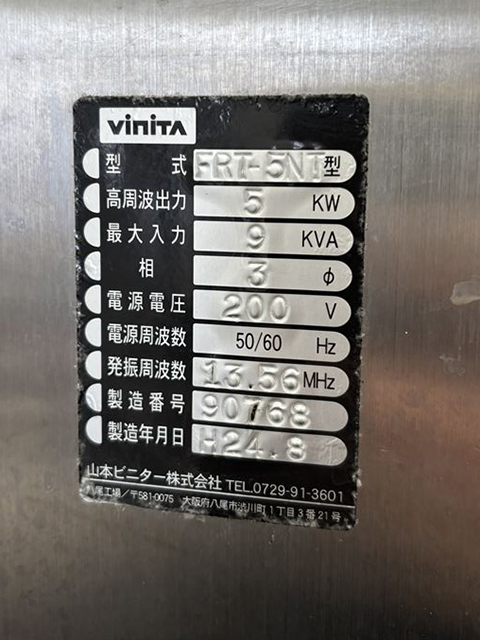 VINITA
型式 FRT-5NT型
高周波出力 5 KW
最大入力 9 KVA
相 3 φ
電源電圧 200 V
電源周波数 50/60 Hz
発振周波数 13.56 MHz
製造番号 90768
製造年月日 H24.8
山本ビニター株式会社 TEL.0729-91-3601
八尾工場/〒581-0075 大阪府八尾市渋川町1丁目3番21号